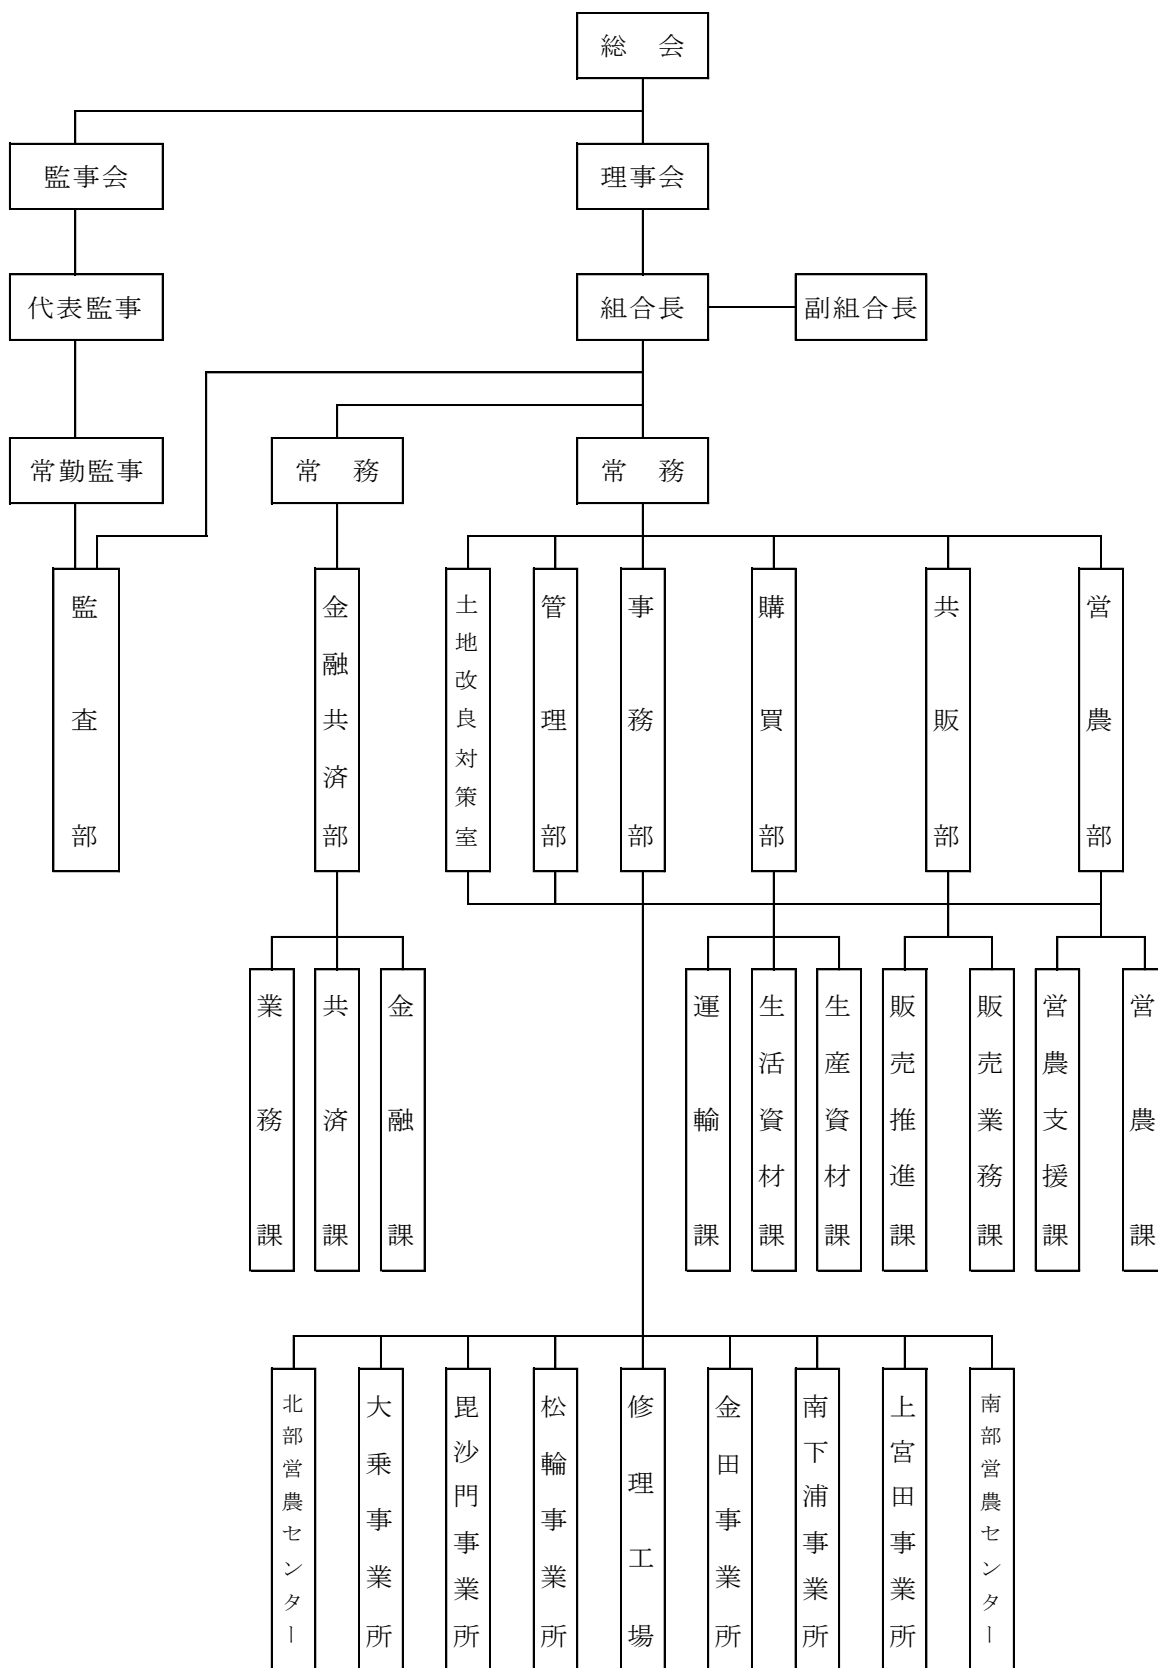 総　会
監事会
理事会
代表監事
組合長
副組合長
常勤監事
常　務
常　務
監査部
金融共済部
土地改良対策室
管理部
事務部
購買部
共販部
営農部
業務課
共済課
金融課
運輸課
生活資材課
生産資材課
販売推進課
販売業務課
営農支援課
営農課
北部営農センター
大乗事業所
毘沙門事業所
松輪事業所
修理工場
金田事業所
南下浦事業所
上宮田事業所
南部営農センター